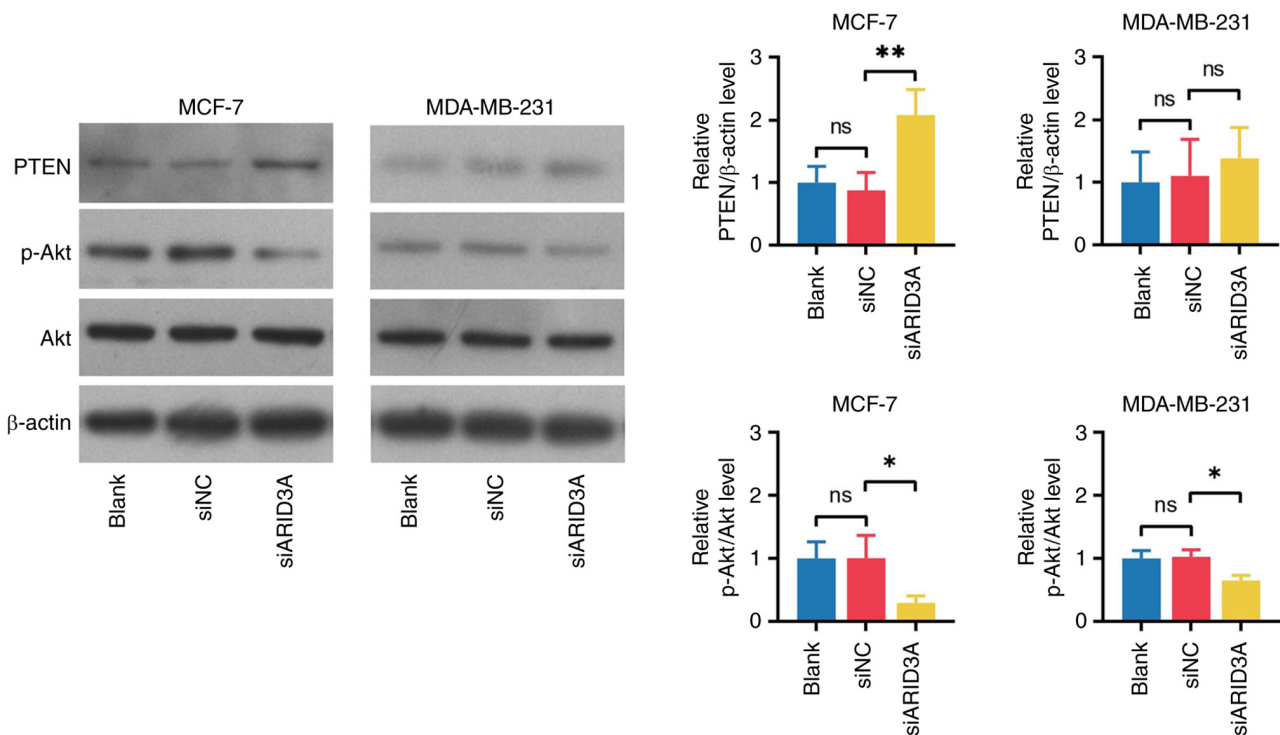 MCF-7
MDA-MB-231
PTEN
p-Akt
Akt
β-actin
Blank
siNC
siARID3A
Blank
siNC
siARID3A
MCF-7
Relative
PTEN/β-actin level
3
2
1
0
ns
**
Blank
siNC
siARID3A
MDA-MB-231
Relative
PTEN/β-actin level
3
2
1
0
ns
ns
Blank
siNC
siARID3A
MCF-7
Relative
p-Akt/Akt level
3
2
1
0
ns
*
Blank
siNC
siARID3A
MDA-MB-231
Relative
p-Akt/Akt level
3
2
1
0
ns
*
Blank
siNC
siARID3A